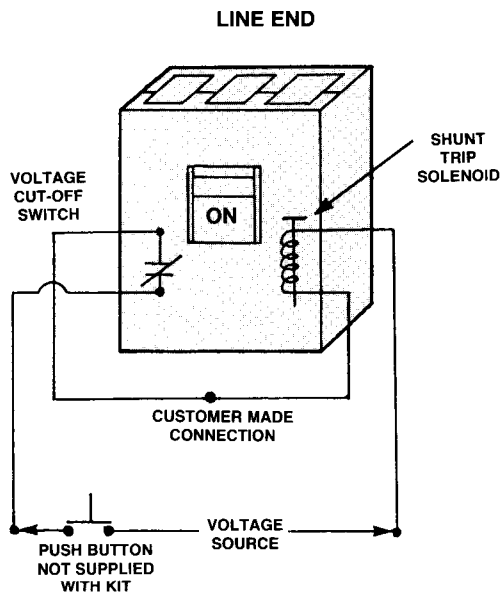 LINE END
SHUNT
TRIP
SOLENOID
VOLTAGE
CUT-OFF
SWITCH
ON
CUSTOMER MADE
CONNECTION
VOLTAGE
SOURCE
PUSH BUTTON
NOT SUPPLIED
WITH KIT